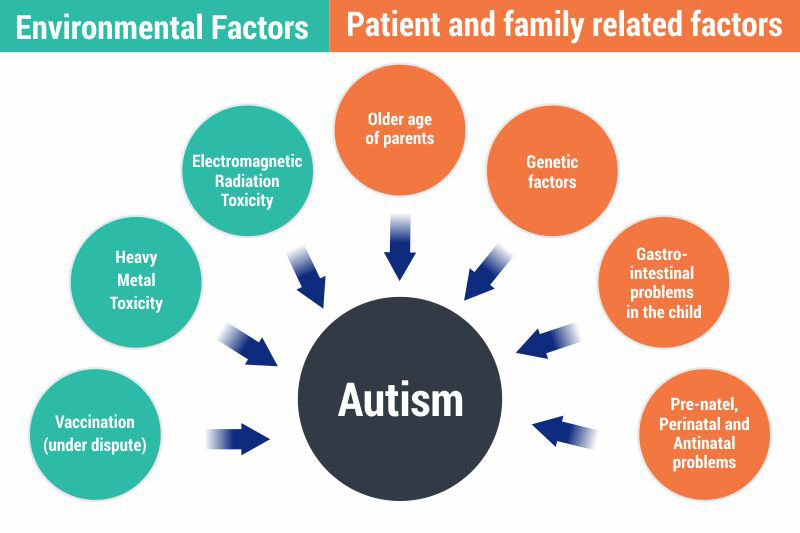 Environmental Factors
Patient and family related factors
Older age
of parents
Electromagnetic
Radiation
Toxicity
Genetic
factors
Heavy
Metal
Toxicity
Gastro-
intestinal
problems
in the child
Vaccination
(under dispute)
Autism
Pre-natel,
Perinatal and
Antinatal
problems